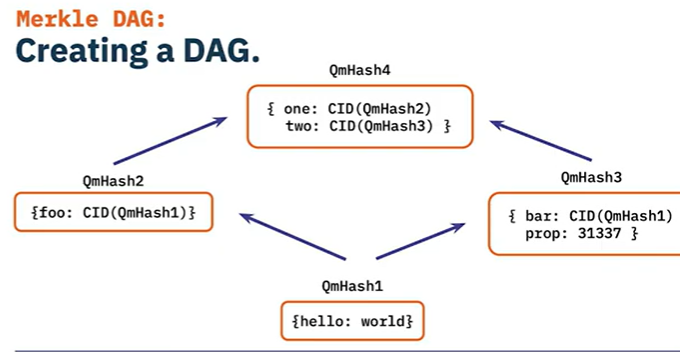 Merkle DAG:
Creating a DAG.
QmHash4
{ one: CID(QmHash2)
two: CID(QmHash3) }
QmHash2
{foo: CID(QmHash1)}
QmHash3
{ bar: CID(QmHash1)
prop: 31337 }
QmHash1
{hello: world}